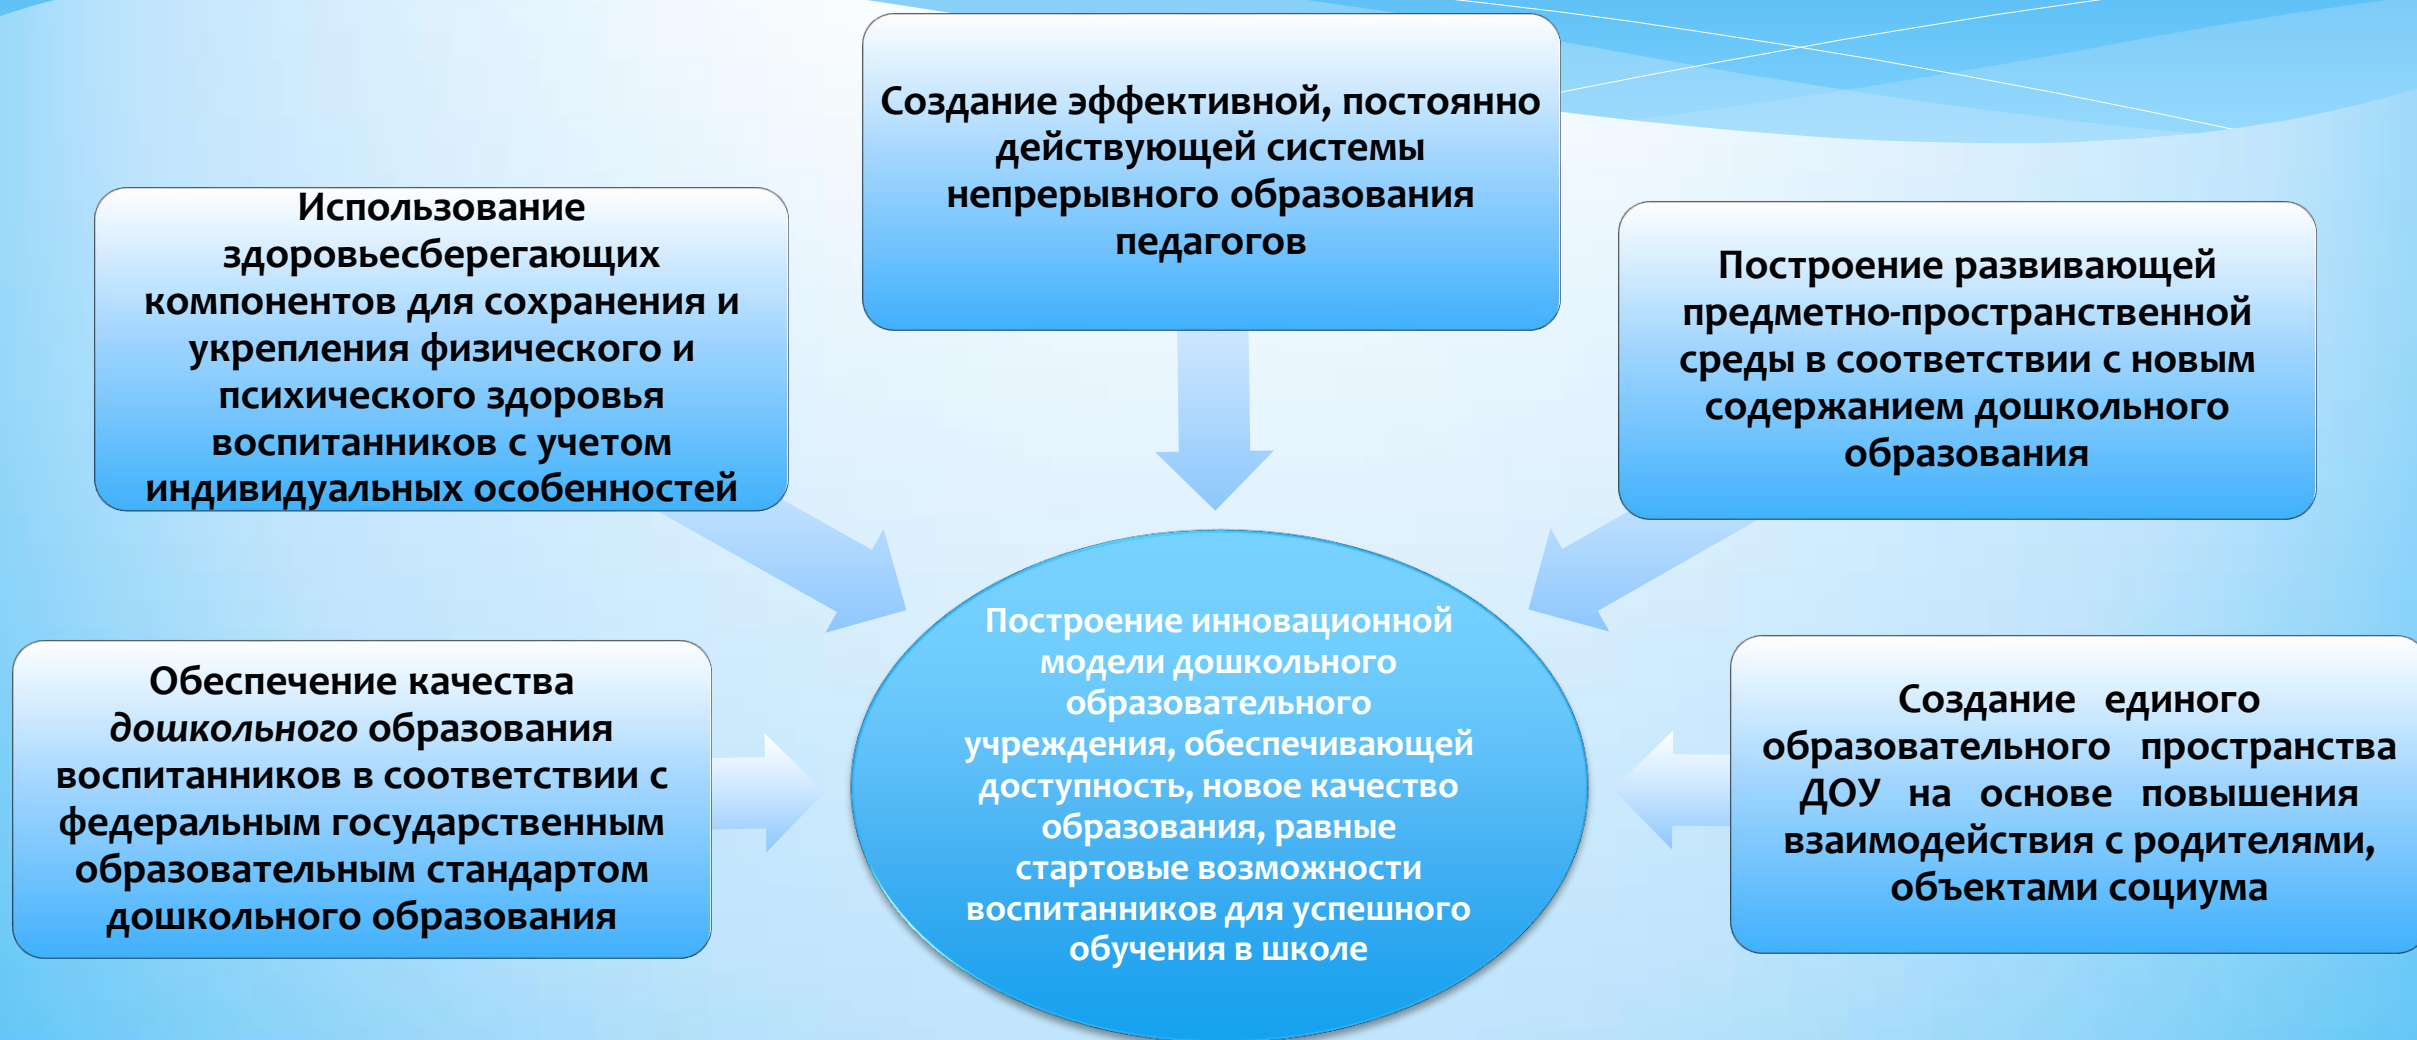 Создание эффективной, постоянно
действующей системы
непрерывного образования
педагогов
Использование
здоровьесберегающих
компонентов для сохранения и
укрепления физического и
психического здоровья
воспитанников с учетом
индивидуальных особенностей
Построение развивающей
предметно-пространственной
среды в соответствии с новым
содержанием дошкольного
образования
Обеспечение качества
дошкольного образования
воспитанников в соответствии с
федеральным государственным
образовательным стандартом
дошкольного образования
Построение инновационной
модели дошкольного
образовательного
учреждения, обеспечивающей
доступность, новое качество
образования, равные
стартовые возможности
воспитанников для успешного
обучения в школе
Создание единого
образовательного пространства
ДОУ на основе повышения
взаимодействия с родителями,
объектами социума